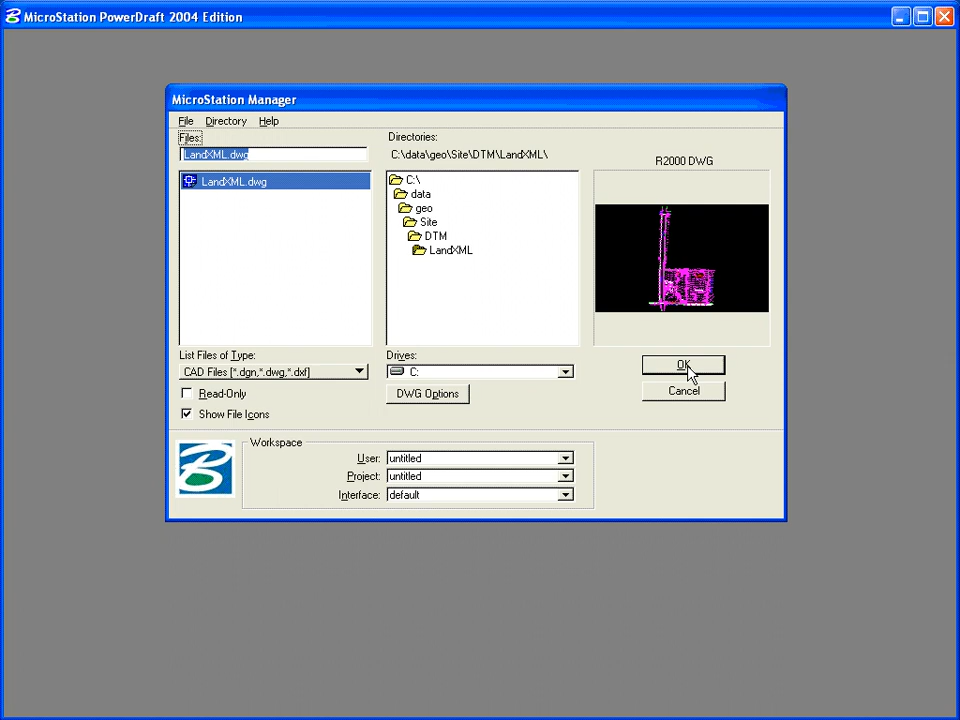 MicroStation PowerDraft 2004 Edition
MicroStation Manager
File Directory Help
Files:
LandXML.dwg
LandXML.dwg
Directories:
C:\data\geo\Site\DTM\LandXML\
C:\
data
geo
Site
DTM
LandXML
R2000 DWG
List Files of Type:
CAD Files [*.dgn,*.dwg,*.dxf]
Drives:
C:
Read-Only
Show File Icons
DWG Options
OK
Cancel
Workspace
User: untitled
Project: untitled
Interface: default